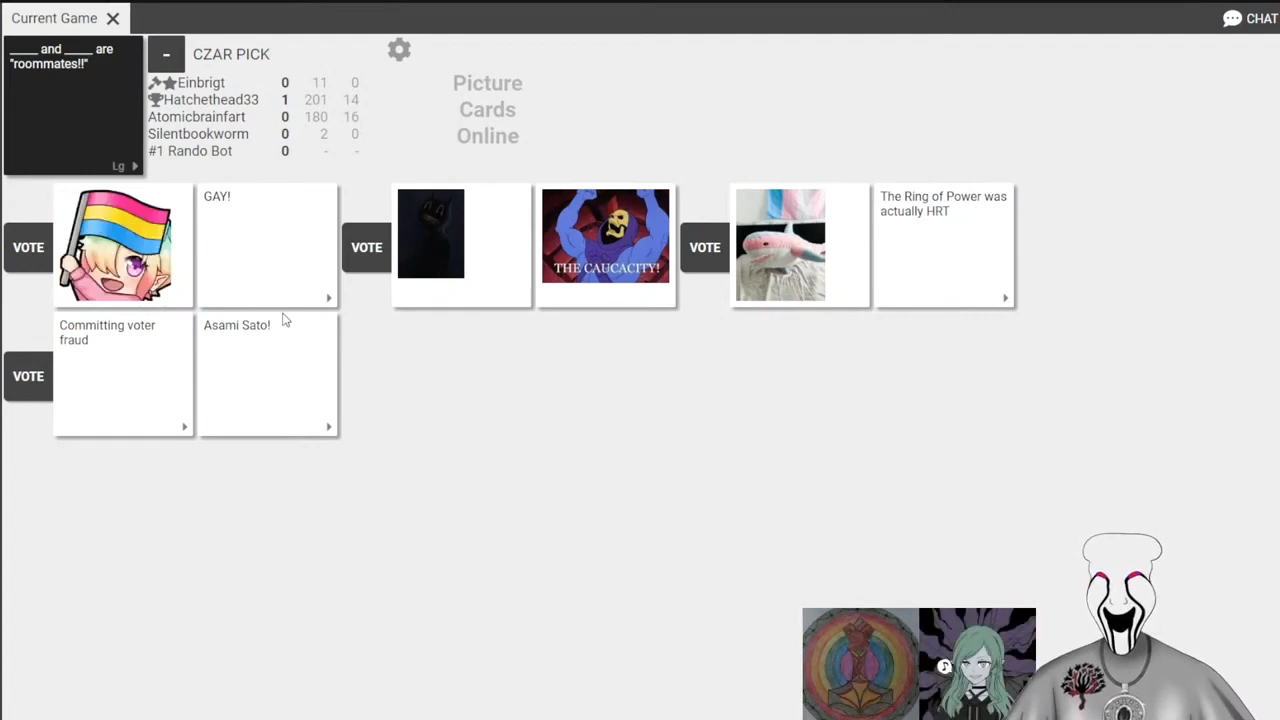 Current Game
CHAT
_____ and _____ are
"roommates!!"
Lg
-
CZAR PICK
Einbrigt 0 11 0
Hatchethead33 1 201 14
Atomicbrainfart 0 180 16
Silentbookworm 0 2 0
#1 Rando Bot 0 - -
Picture
Cards
Online
VOTE
GAY!
VOTE
THE CAUCACITY!
VOTE
The Ring of Power was
actually HRT
VOTE
Committing voter
fraud
Asami Sato!